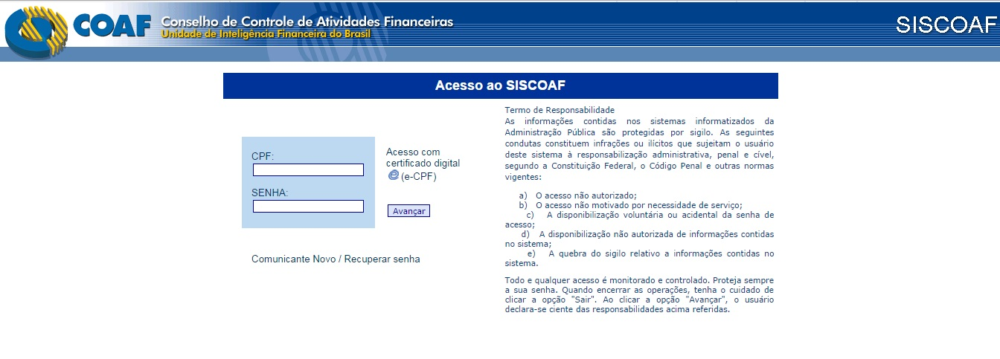 COAF
Conselho de Controle de Atividades Financeiras
Unidade de Inteligência Financeira do Brasil
SISCOAF
Acesso ao SISCOAF
CPF:
SENHA:
Acesso com
certificado digital
(e-CPF)
Avançar
Comunicante Novo / Recuperar senha
Termo de Responsabilidade
As informações contidas nos sistemas informatizados da
Administração Pública são protegidas por sigilo. As seguintes
condutas constituem infrações ou ilícitos que sujeitam o usuário
deste sistema à responsabilização administrativa, penal e cível,
segundo a Constituição Federal, o Código Penal e outras normas
vigentes:
a) O acesso não autorizado;
b) O acesso não motivado por necessidade de serviço;
c) A disponibilização voluntária ou acidental da senha de
acesso;
d) A disponibilização não autorizada de informações contidas
no sistema;
e) A quebra do sigilo relativo a informações contidas no
sistema.
Todo e qualquer acesso é monitorado e controlado. Proteja sempre
a sua senha. Quando encerrar as operações, tenha o cuidado de
clicar a opção "Sair". Ao clicar a opção "Avançar", o usuário
declara-se ciente das responsabilidades acima referidas.